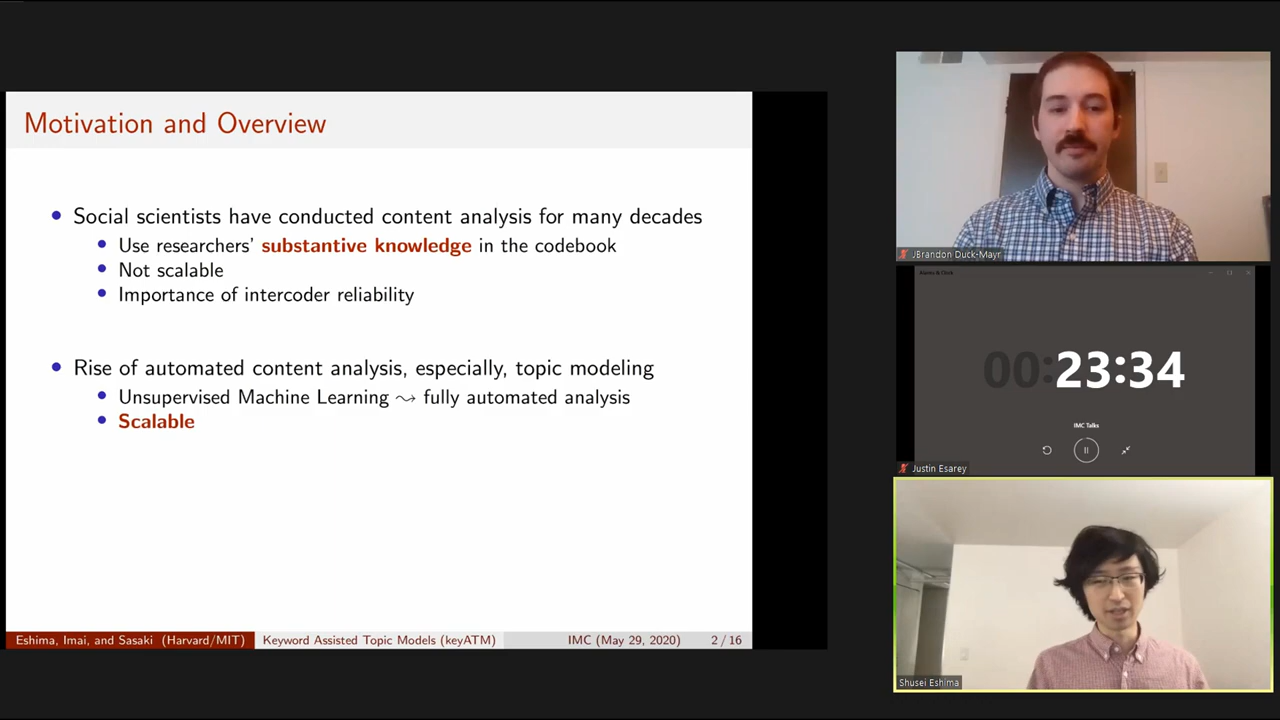 Motivation and Overview
Social scientists have conducted content analysis for many decades
Use researchers' substantive knowledge in the codebook
Not scalable
Importance of intercoder reliability
Rise of automated content analysis, especially, topic modeling
Unsupervised Machine Learning ⇝ fully automated analysis
Scalable
Eshima, Imai, and Sasaki (Harvard/MIT) Keyword Assisted Topic Models (keyATM) IMC (May 29, 2020) 2 / 16
JBrandon Duck-Mayr
Alarms & Clock
00:23:34
IMC Talks
Justin Esarey
Shusei Eshima